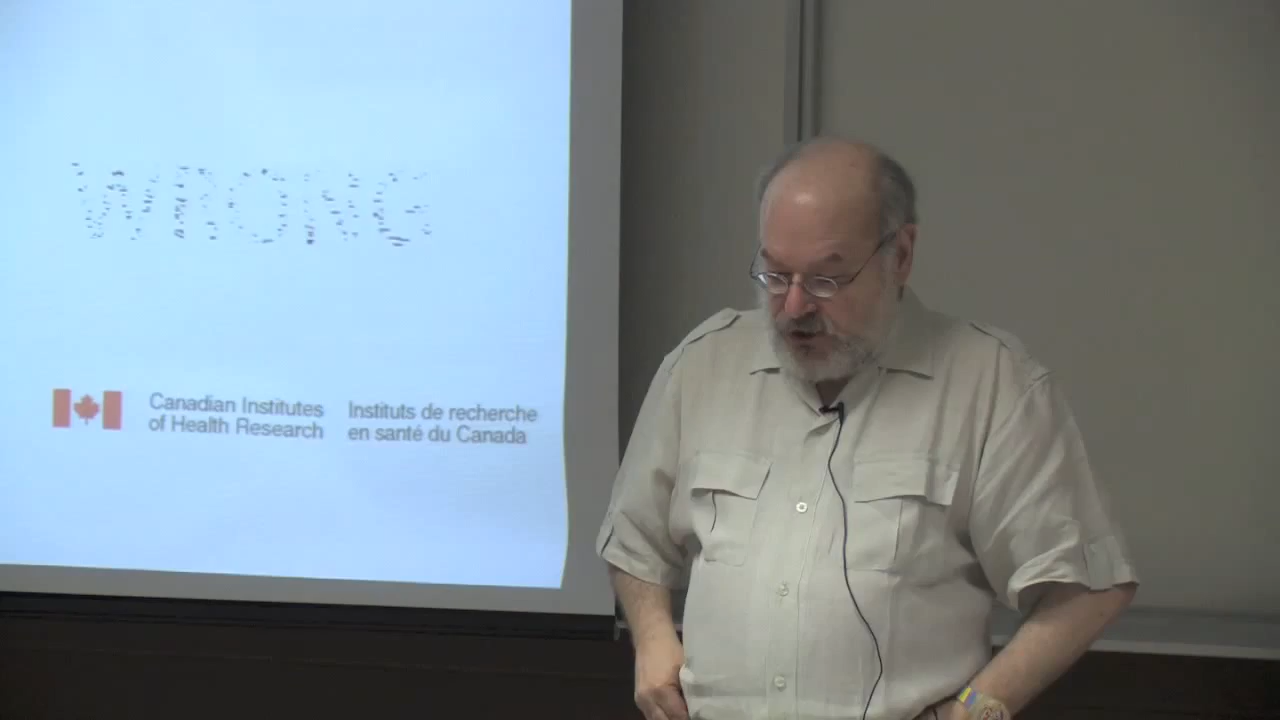 WRONG
Canadian Institutes
of Health Research
Instituts de recherche
en santé du Canada